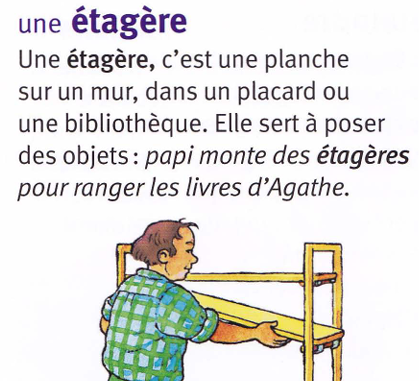 une étagère
Une étagère, c'est une planche
sur un mur, dans un placard ou
une bibliothèque. Elle sert à poser
des objets : papi monte des étagères
pour ranger les livres d'Agathe.